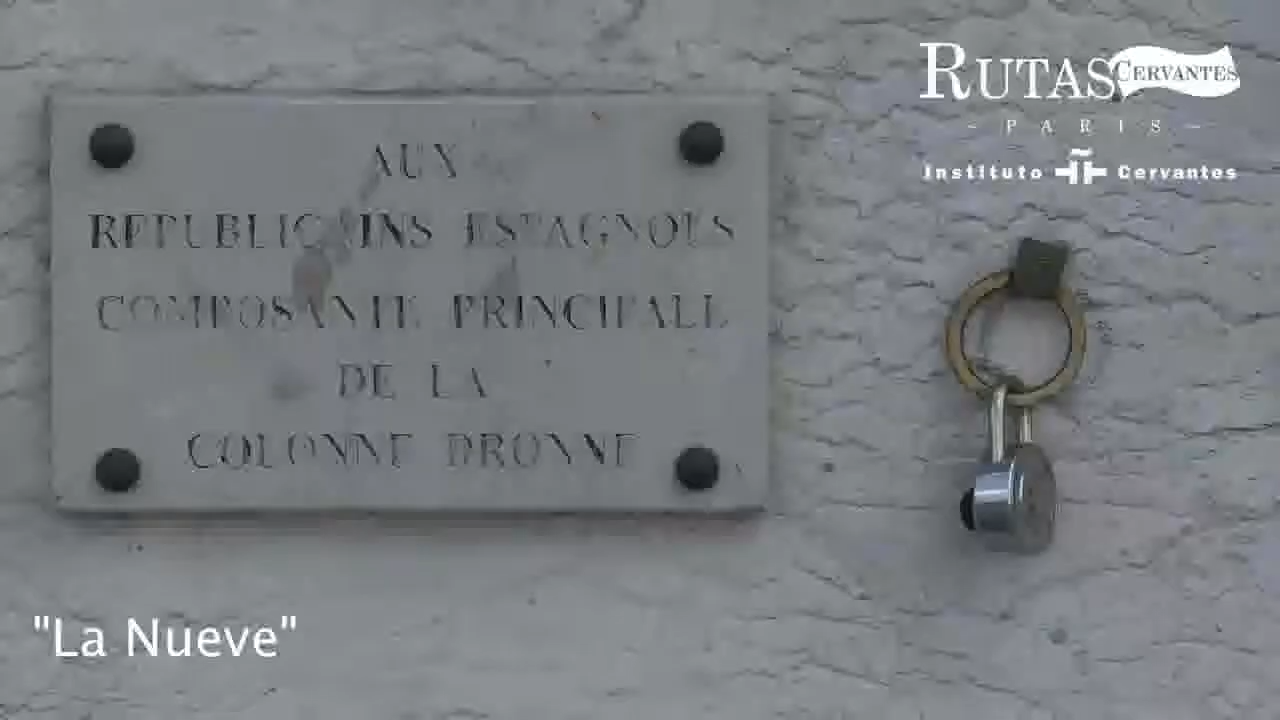 RUTAS CERVANTES
- PARIS -
Instituto Cervantes
AUX
REPUBLICAINS ESPAGNOLS
COMPOSANTE PRINCIPALE
DE LA
COLONNE DRONNE
"La Nueve"